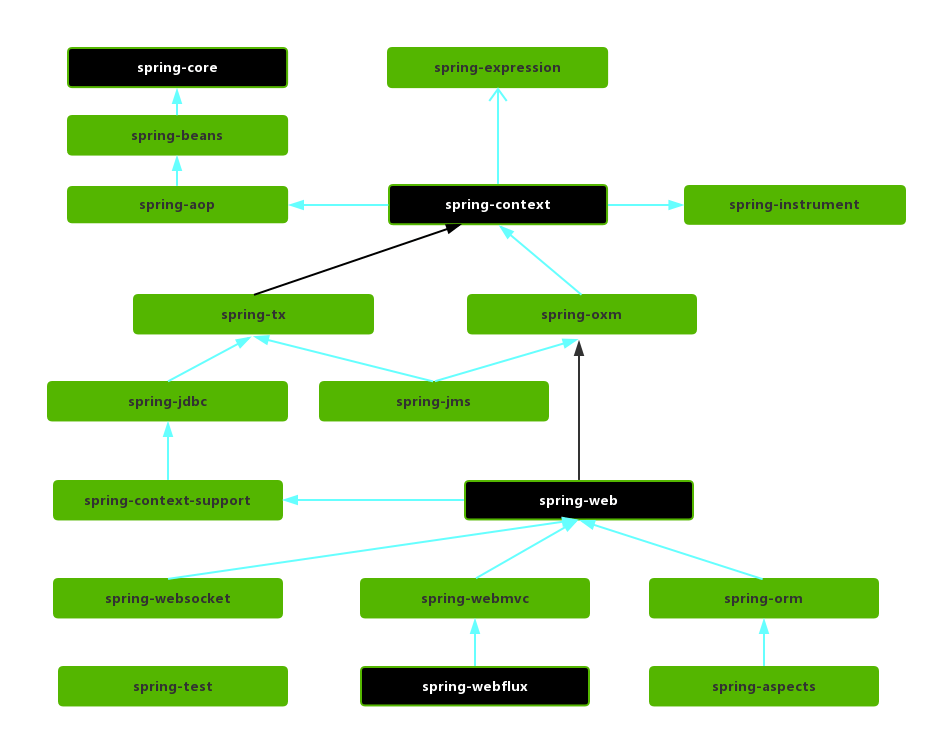 spring-core
spring-expression
spring-beans
spring-aop
spring-context
spring-instrument
spring-tx
spring-oxm
spring-jdbc
spring-jms
spring-context-support
spring-web
spring-websocket
spring-webmvc
spring-orm
spring-test
spring-webflux
spring-aspects